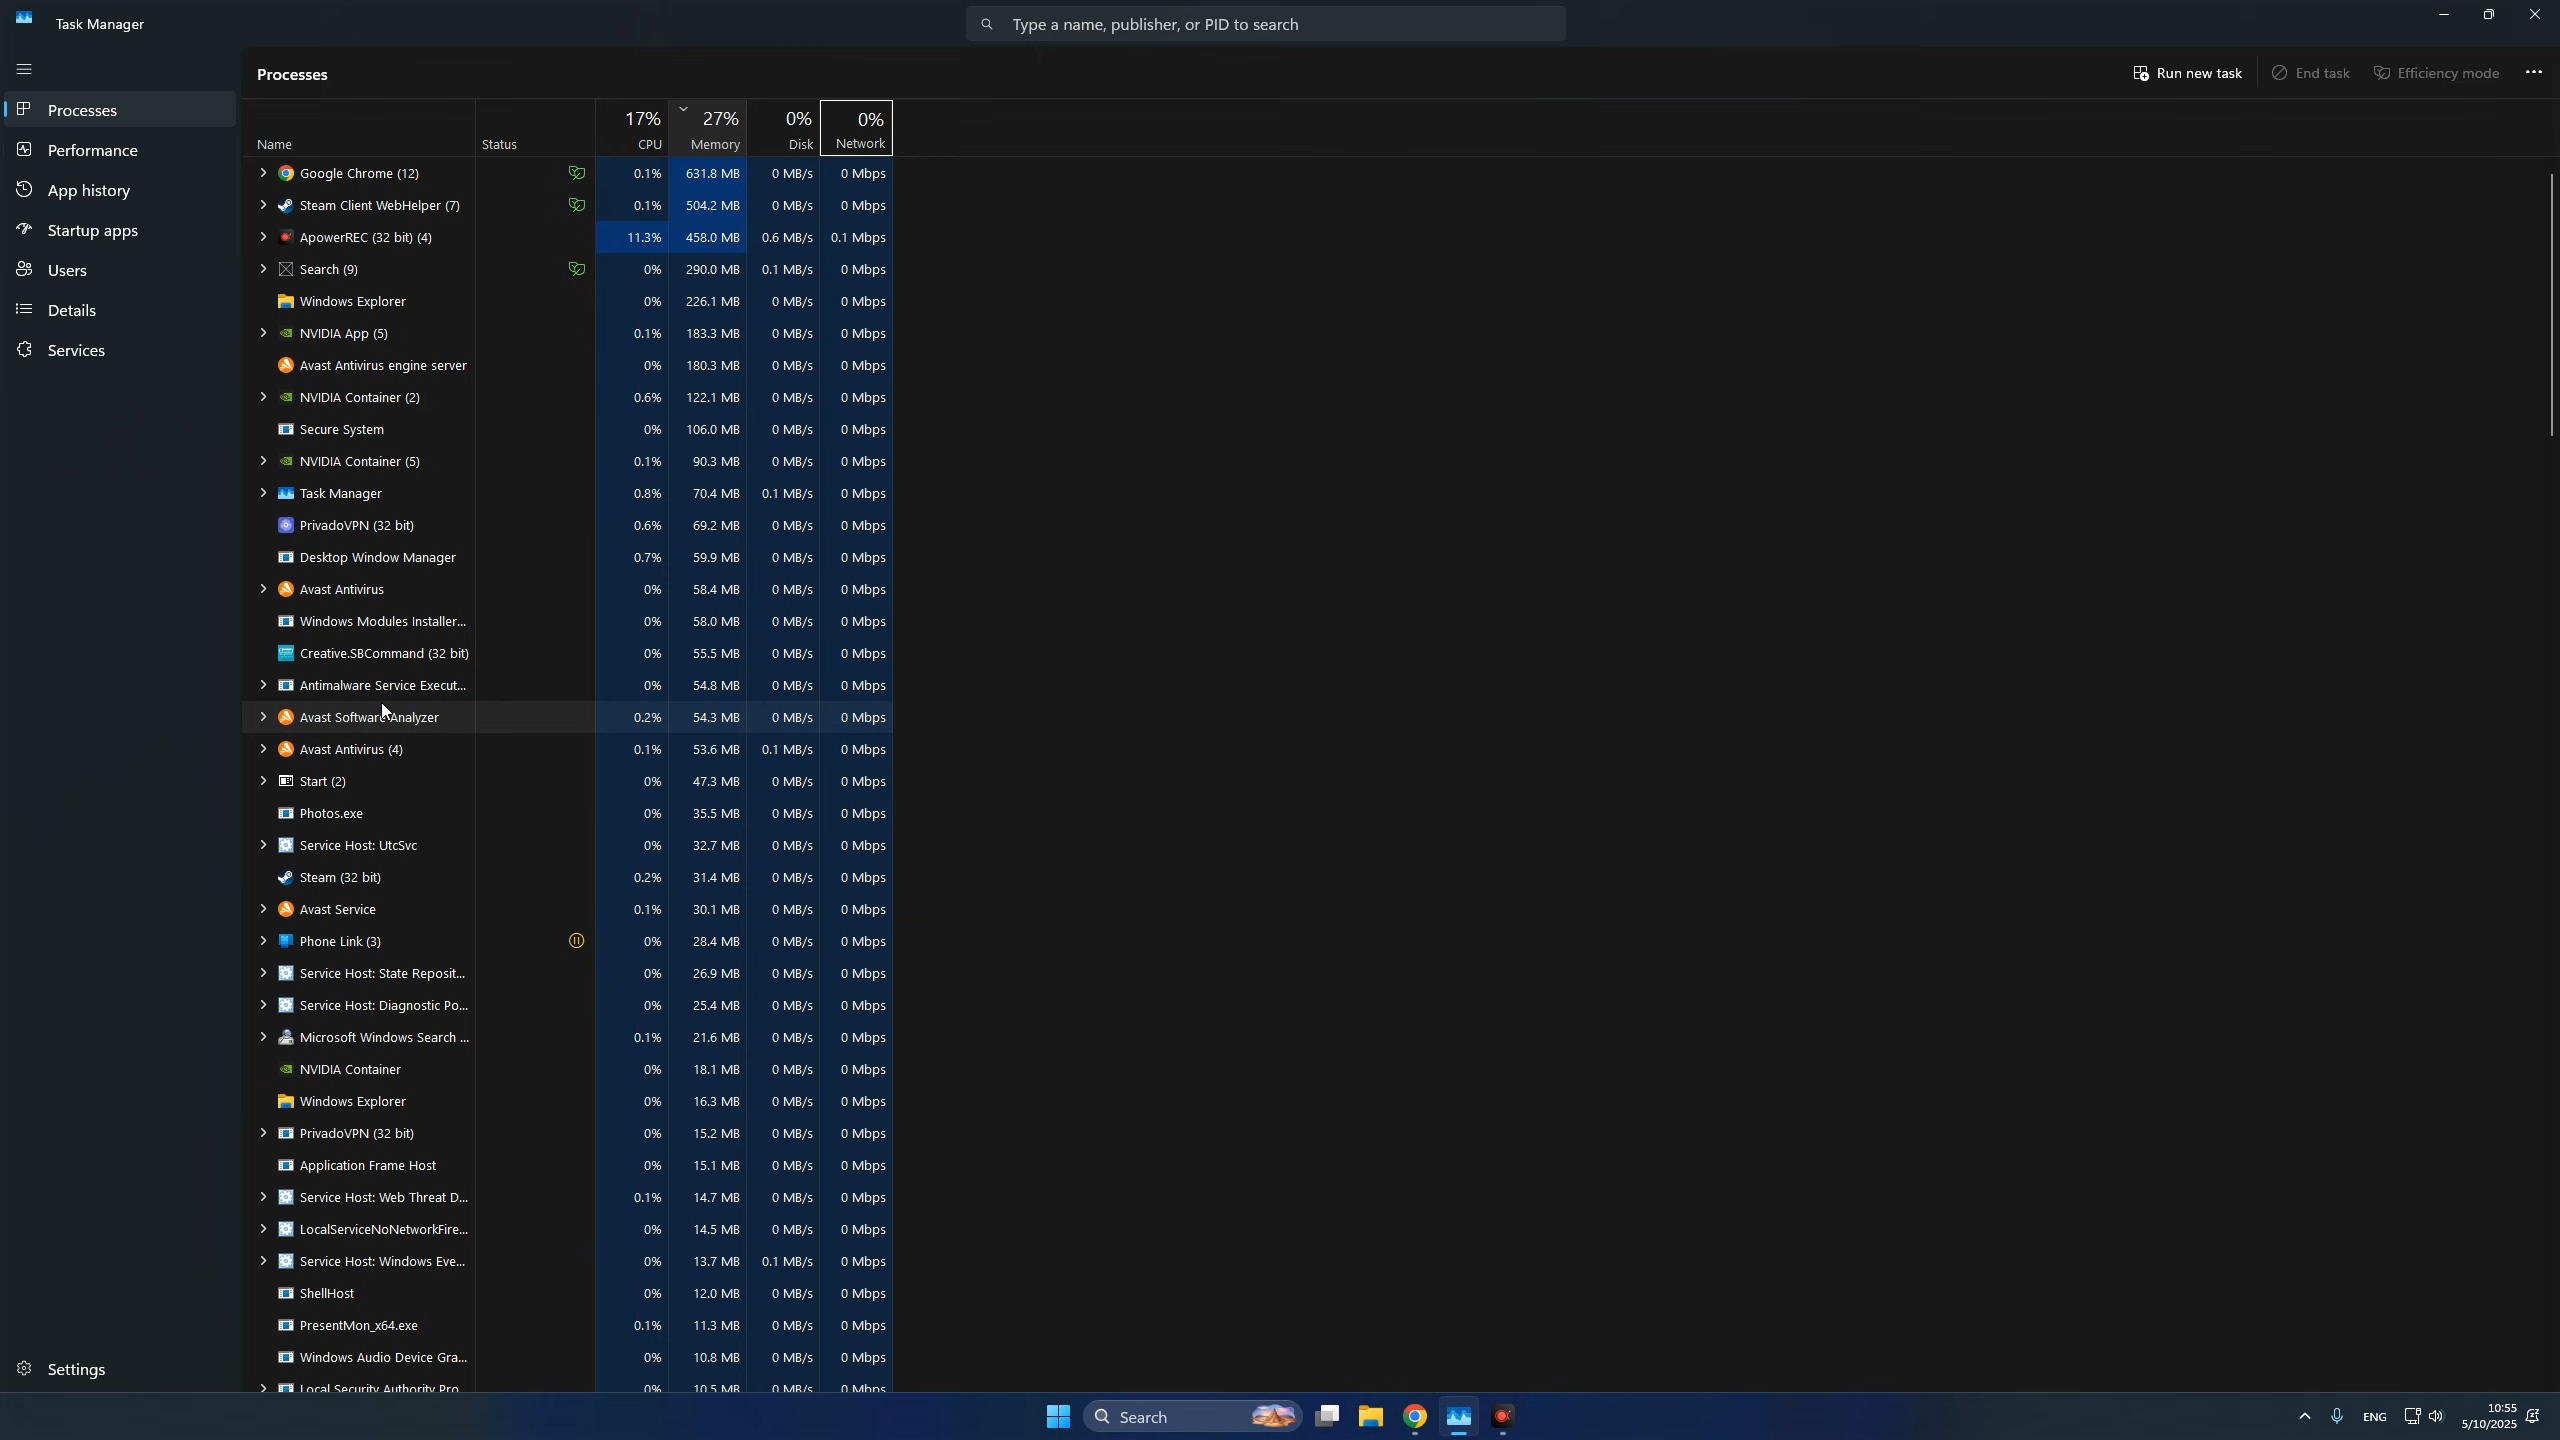 Task Manager
Type a name, publisher, or PID to search
Processes
Performance
App history
Startup apps
Users
Details
Services
Settings
Processes
Run new task End task Efficiency mode
17% 27% 0% 0%
Name Status CPU Memory Disk Network
Google Chrome (12) 0.1% 631.8 MB 0 MB/s 0 Mbps
Steam Client WebHelper (7) 0.1% 504.2 MB 0 MB/s 0 Mbps
ApowerREC (32 bit) (4) 11.3% 458.0 MB 0.6 MB/s 0.1 Mbps
Search (9) 0% 290.0 MB 0.1 MB/s 0 Mbps
Windows Explorer 0% 226.1 MB 0 MB/s 0 Mbps
NVIDIA App (5) 0.1% 183.3 MB 0 MB/s 0 Mbps
Avast Antivirus engine server 0% 180.3 MB 0 MB/s 0 Mbps
NVIDIA Container (2) 0.6% 122.1 MB 0 MB/s 0 Mbps
Secure System 0% 106.0 MB 0 MB/s 0 Mbps
NVIDIA Container (5) 0.1% 90.3 MB 0 MB/s 0 Mbps
Task Manager 0.8% 70.4 MB 0.1 MB/s 0 Mbps
PrivadoVPN (32 bit) 0.6% 69.2 MB 0 MB/s 0 Mbps
Desktop Window Manager 0.7% 59.9 MB 0 MB/s 0 Mbps
Avast Antivirus 0% 58.4 MB 0 MB/s 0 Mbps
Windows Modules Installer... 0% 58.0 MB 0 MB/s 0 Mbps
Creative.SBCommand (32 bit) 0% 55.5 MB 0 MB/s 0 Mbps
Antimalware Service Execut... 0% 54.8 MB 0 MB/s 0 Mbps
Avast Software Analyzer 0.2% 54.3 MB 0 MB/s 0 Mbps
Avast Antivirus (4) 0.1% 53.6 MB 0.1 MB/s 0 Mbps
Start (2) 0% 47.3 MB 0 MB/s 0 Mbps
Photos.exe 0% 35.5 MB 0 MB/s 0 Mbps
Service Host: UtcSvc 0% 32.7 MB 0 MB/s 0 Mbps
Steam (32 bit) 0.2% 31.4 MB 0 MB/s 0 Mbps
Avast Service 0.1% 30.1 MB 0 MB/s 0 Mbps
Phone Link (3) 0% 28.4 MB 0 MB/s 0 Mbps
Service Host: State Reposit... 0% 26.9 MB 0 MB/s 0 Mbps
Service Host: Diagnostic Po... 0% 25.4 MB 0 MB/s 0 Mbps
Microsoft Windows Search ... 0.1% 21.6 MB 0 MB/s 0 Mbps
NVIDIA Container 0% 18.1 MB 0 MB/s 0 Mbps
Windows Explorer 0% 16.3 MB 0 MB/s 0 Mbps
PrivadoVPN (32 bit) 0% 15.2 MB 0 MB/s 0 Mbps
Application Frame Host 0% 15.1 MB 0 MB/s 0 Mbps
Service Host: Web Threat D... 0.1% 14.7 MB 0 MB/s 0 Mbps
LocalServiceNoNetworkFire... 0% 14.5 MB 0 MB/s 0 Mbps
Service Host: Windows Eve... 0% 13.7 MB 0.1 MB/s 0 Mbps
ShellHost 0% 12.0 MB 0 MB/s 0 Mbps
PresentMon_x64.exe 0.1% 11.3 MB 0 MB/s 0 Mbps
Windows Audio Device Gra... 0% 10.8 MB 0 MB/s 0 Mbps
Local Security Authority Pro... 0% 10.5 MB 0 MB/s 0 Mbps
Search
ENG
10:55
5/10/2025